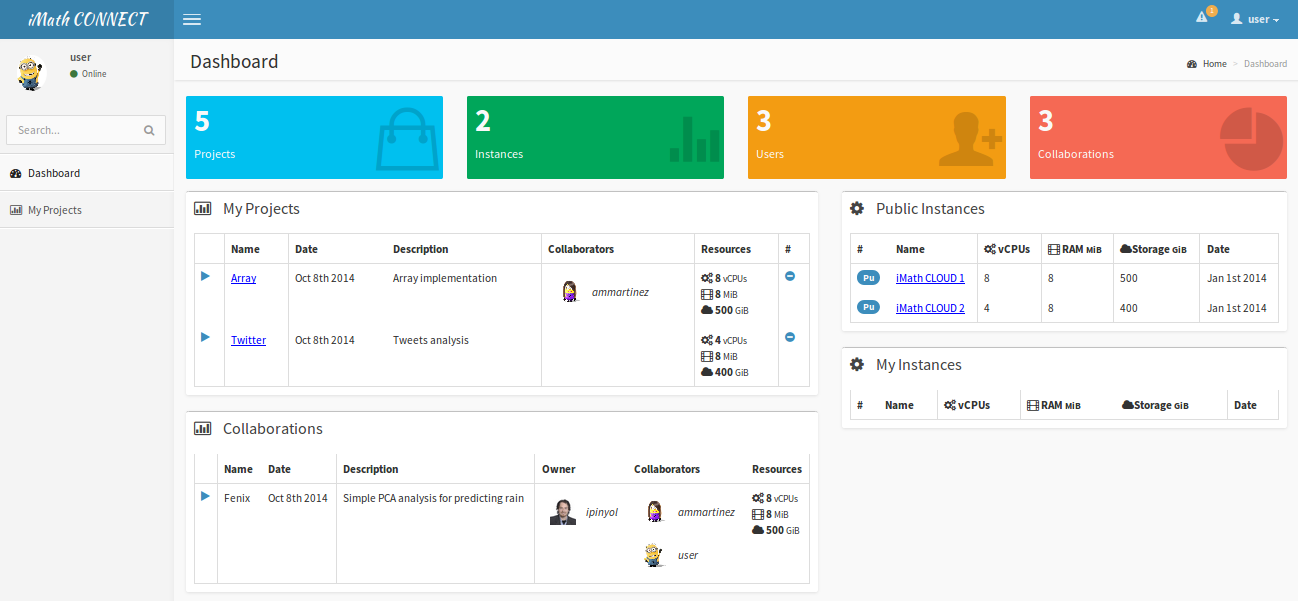 iMath CONNECT
1
user
user
Online
Search...
Dashboard
My Projects
Dashboard
Home > Dashboard
5
Projects
2
Instances
3
Users
3
Collaborations
My Projects
Name Date Description Collaborators Resources #
Array Oct 8th 2014 Array implementation ammartinez 8 vCPUs
8 MiB
500 GiB
Twitter Oct 8th 2014 Tweets analysis 4 vCPUs
8 MiB
400 GiB
Collaborations
Name Date Description Owner Collaborators Resources
Fenix Oct 8th 2014 Simple PCA analysis for predicting rain ipinyol ammartinez 8 vCPUs
8 MiB
500 GiB
user
Public Instances
# Name vCPUs RAM MiB Storage GiB Date
Pu iMath CLOUD 1 8 8 500 Jan 1st 2014
Pu iMath CLOUD 2 4 8 400 Jan 1st 2014
My Instances
# Name vCPUs RAM MiB Storage GiB Date